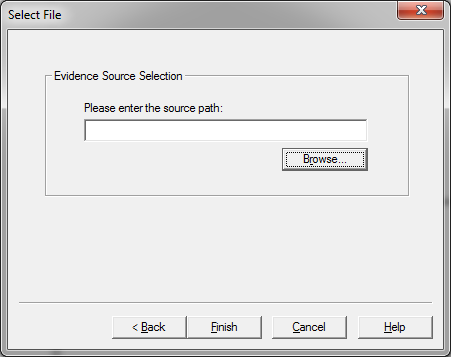 Select File
Evidence Source Selection
Please enter the source path:
Browse...
< Back
Finish
Cancel
Help